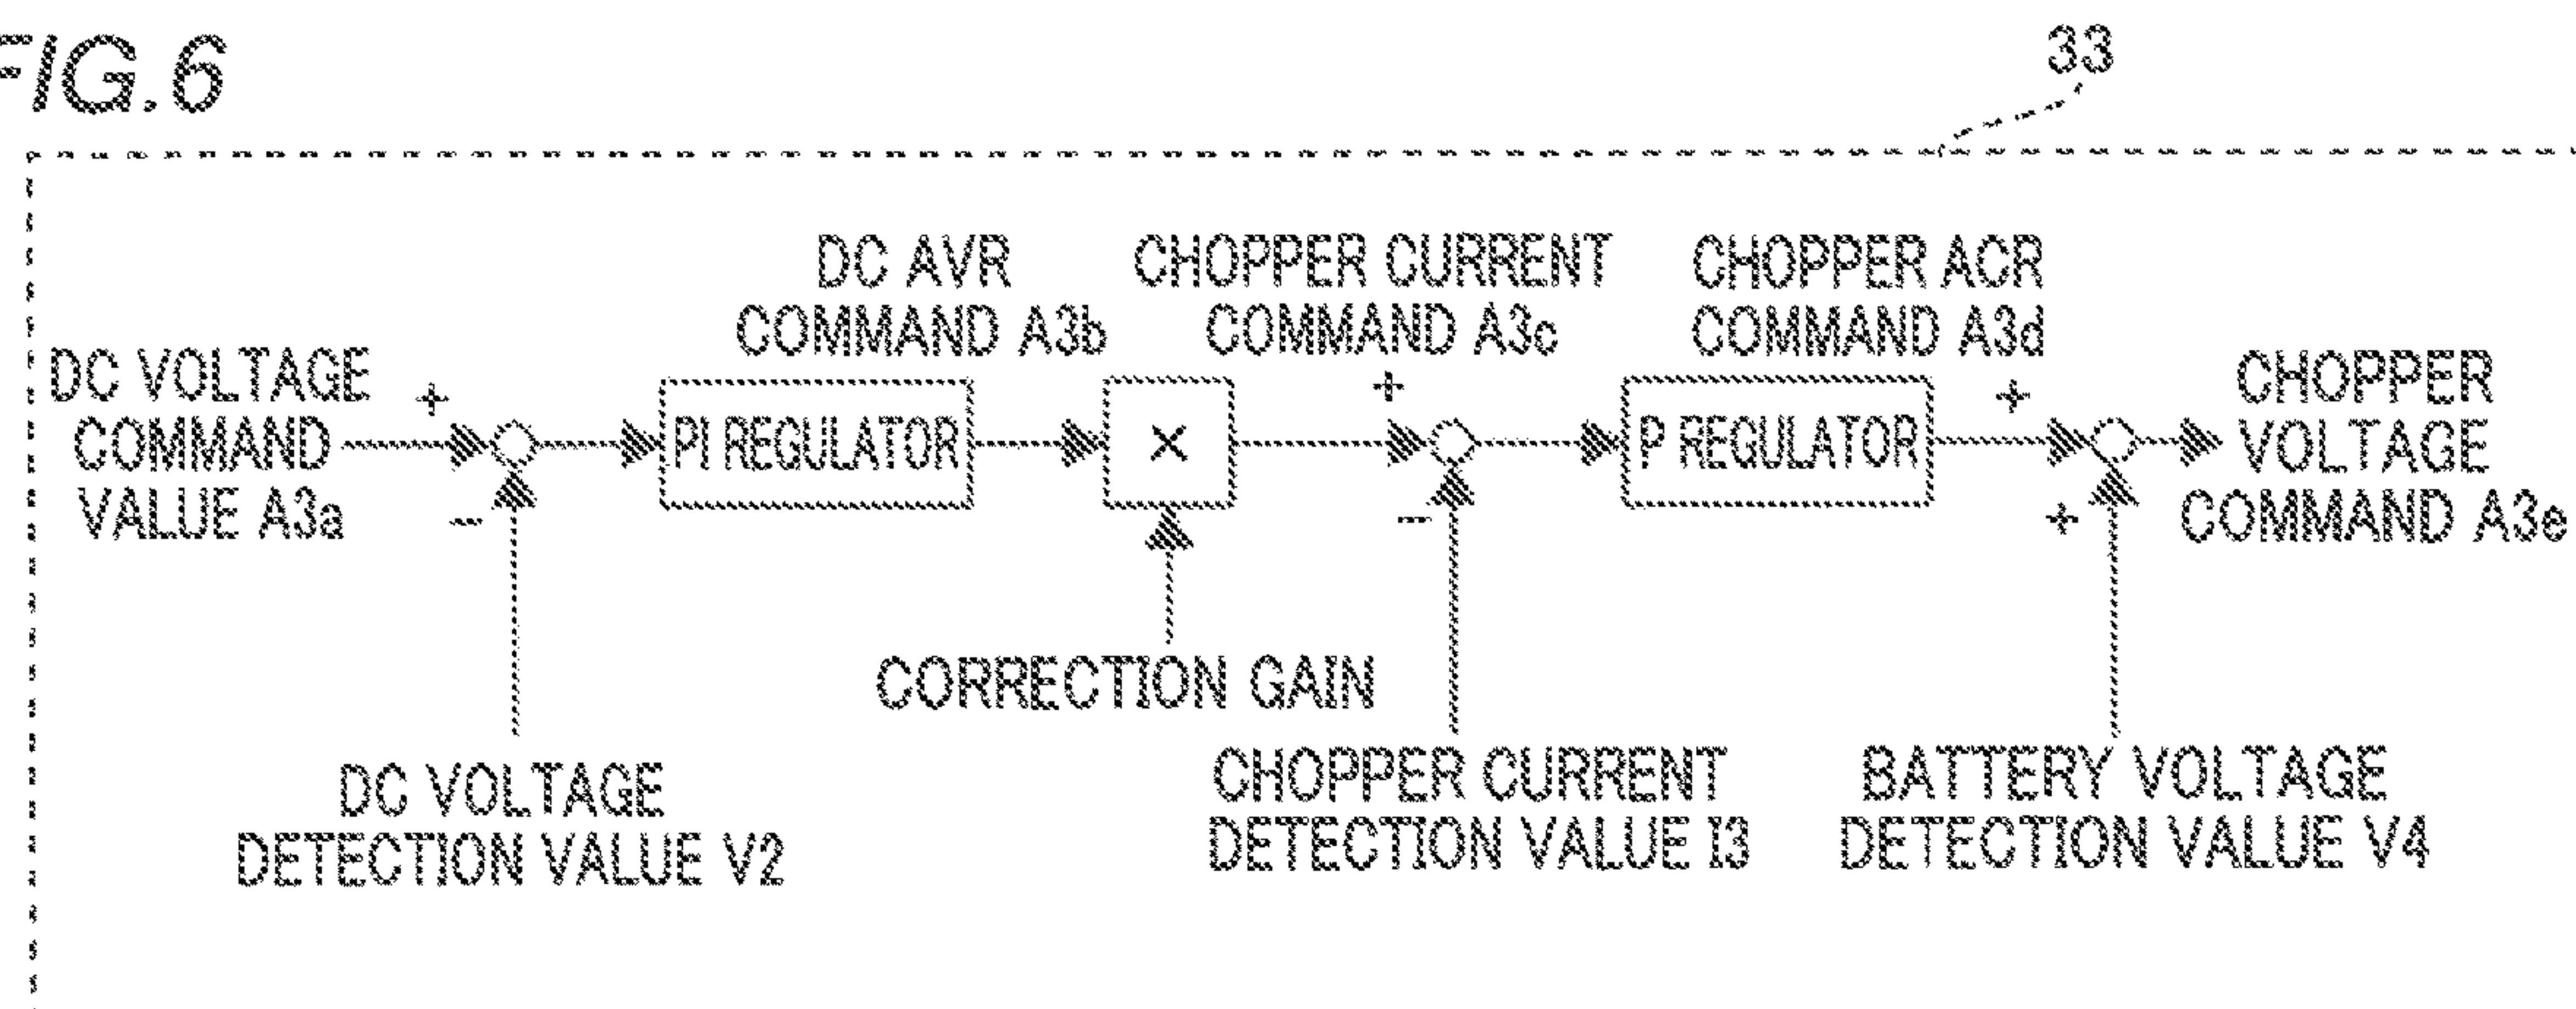 FIG.6
33
DC AVR
COMMAND A3b
CHOPPER CURRENT
COMMAND A3c
CHOPPER ACR
COMMAND A3d
DC VOLTAGE
COMMAND
VALUE A3a
+
−
PI REGULATOR
×
+
−
P REGULATOR
+
+
CHOPPER
VOLTAGE
COMMAND A3e
CORRECTION GAIN
DC VOLTAGE
DETECTION VALUE V2
CHOPPER CURRENT
DETECTION VALUE I3
BATTERY VOLTAGE
DETECTION VALUE V4